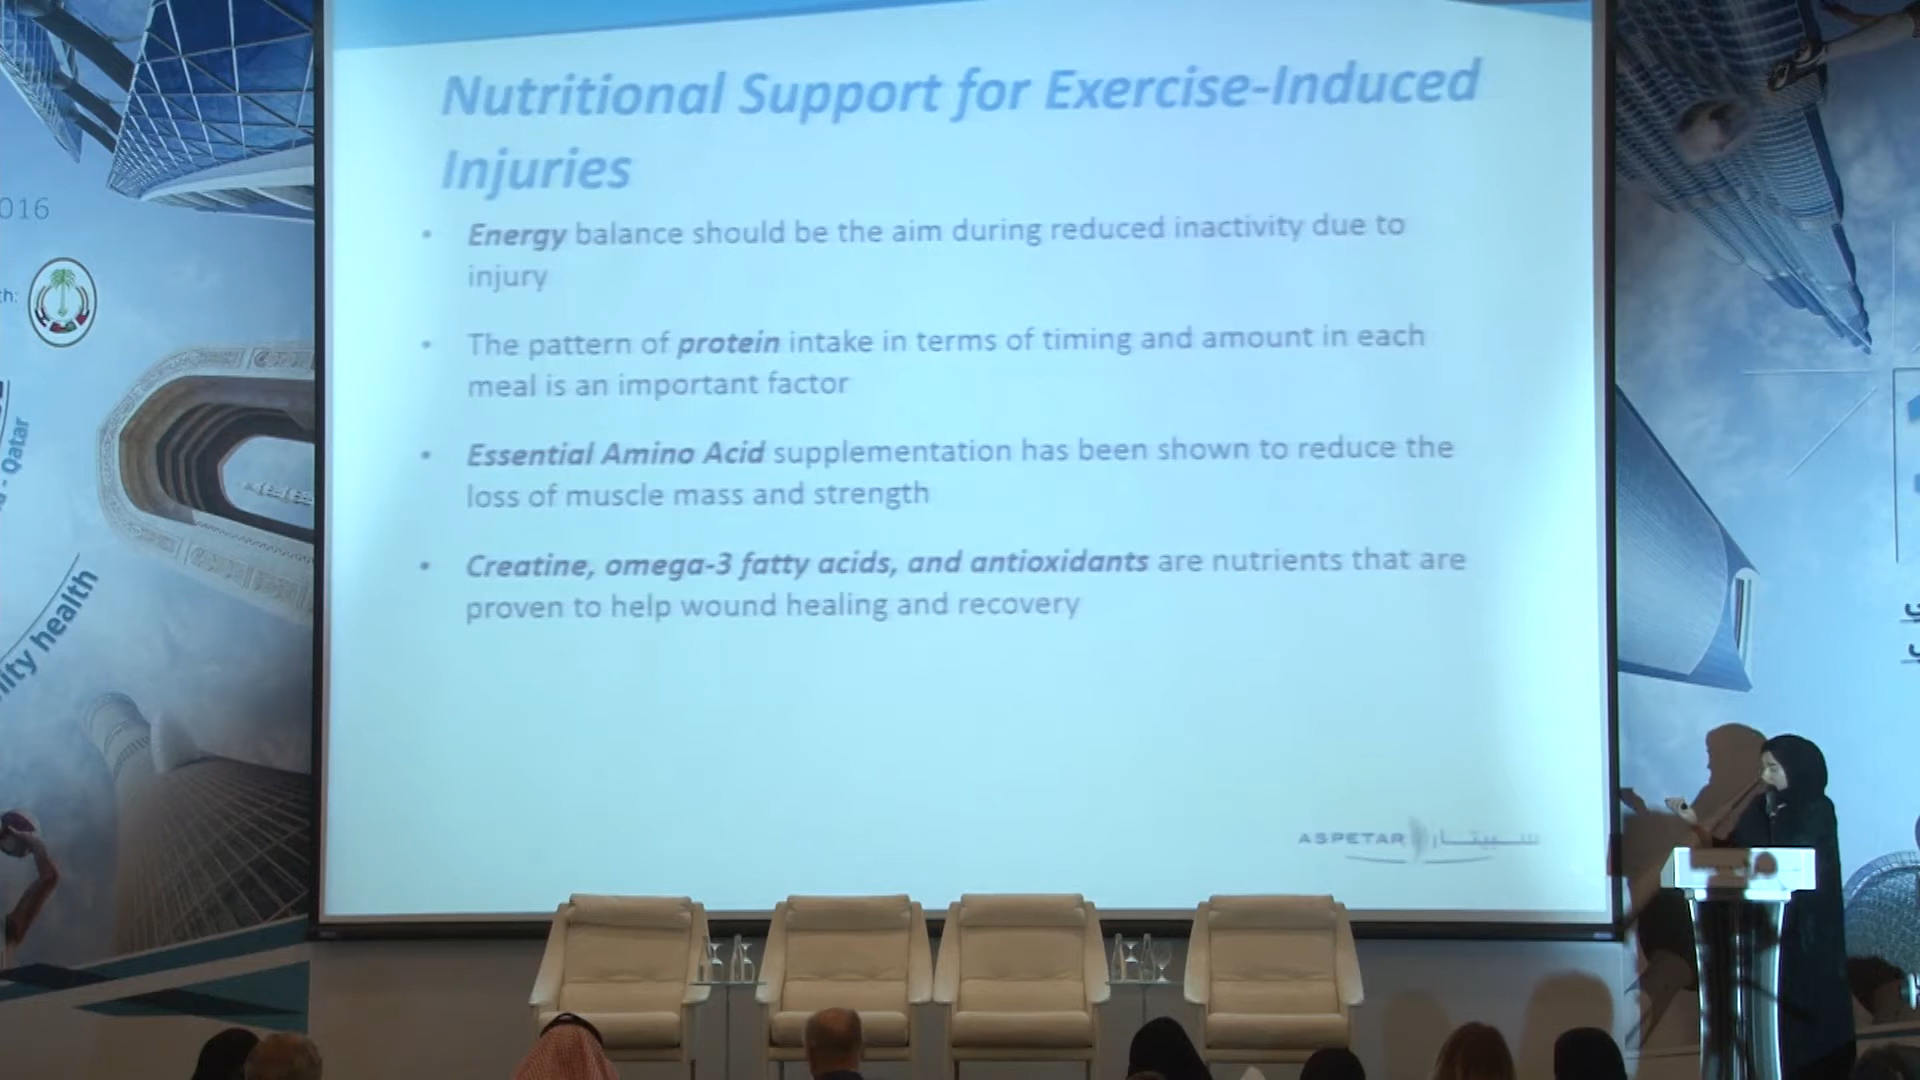 Nutritional Support for Exercise-Induced
Injuries
• Energy balance should be the aim during reduced inactivity due to
injury
• The pattern of protein intake in terms of timing and amount in each
meal is an important factor
• Essential Amino Acid supplementation has been shown to reduce the
loss of muscle mass and strength
• Creatine, omega-3 fatty acids, and antioxidants are nutrients that are
proven to help wound healing and recovery
ASPETAR سبيتار
016
th:
- Qatar
lity health